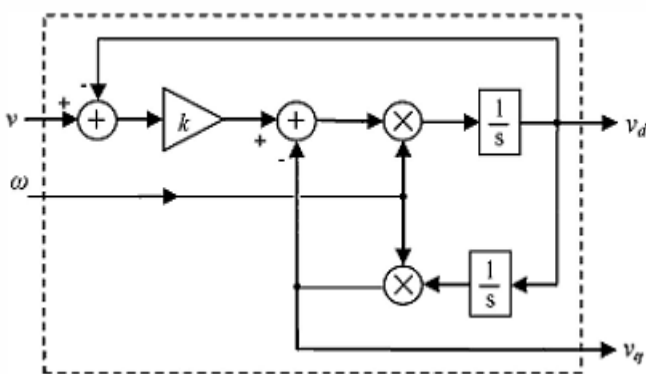 -
+
v
+
k
+
+
×
1
s
v_d
-
ω
×
1
s
v_q